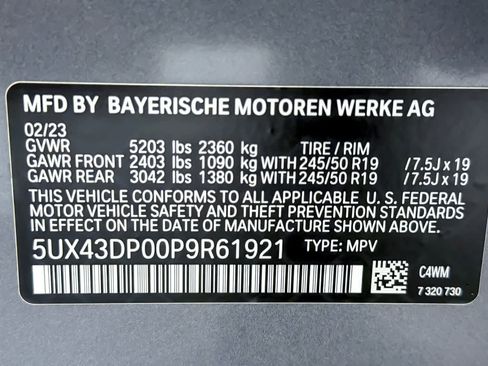 MFD BY BAYERISCHE MOTOREN WERKE AG
02/23
GVWR 5203 lbs 2360 kg TIRE / RIM
GAWR FRONT 2403 lbs 1090 kg WITH 245/50 R19 /7.5J x 19
GAWR REAR 3042 lbs 1380 kg WITH 245/50 R19 /7.5J x 19
THIS VEHICLE CONFORMS TO ALL APPLICABLE U. S. FEDERAL
MOTOR VEHICLE SAFETY AND THEFT PREVENTION STANDARDS
IN EFFECT ON THE DATE OF MANUFACTURE SHOWN ABOVE.
5UX43DP00P9R61921 TYPE: MPV
C4WM
7 320 730